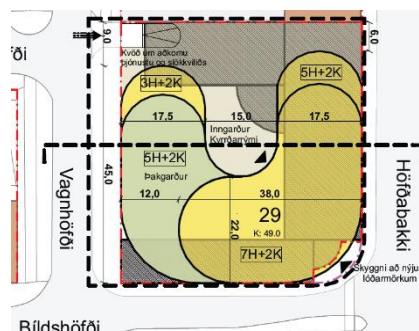 9,0
6,0
Kvöð um aðkomu
þjónustu og slökkviliðs
3H+2K
5H+2K
17,5
15,0
17,5
Inngarður
Kyrrðarrými
ðfi
5H+2K
Þakgarður
45,0
12,0
38,0
29
K: 49.0
22,0
7H+2K
Vagnhöfði
Höfðabakki
Skyggni að nýju
lóðarmörkum
Bíldshöfði